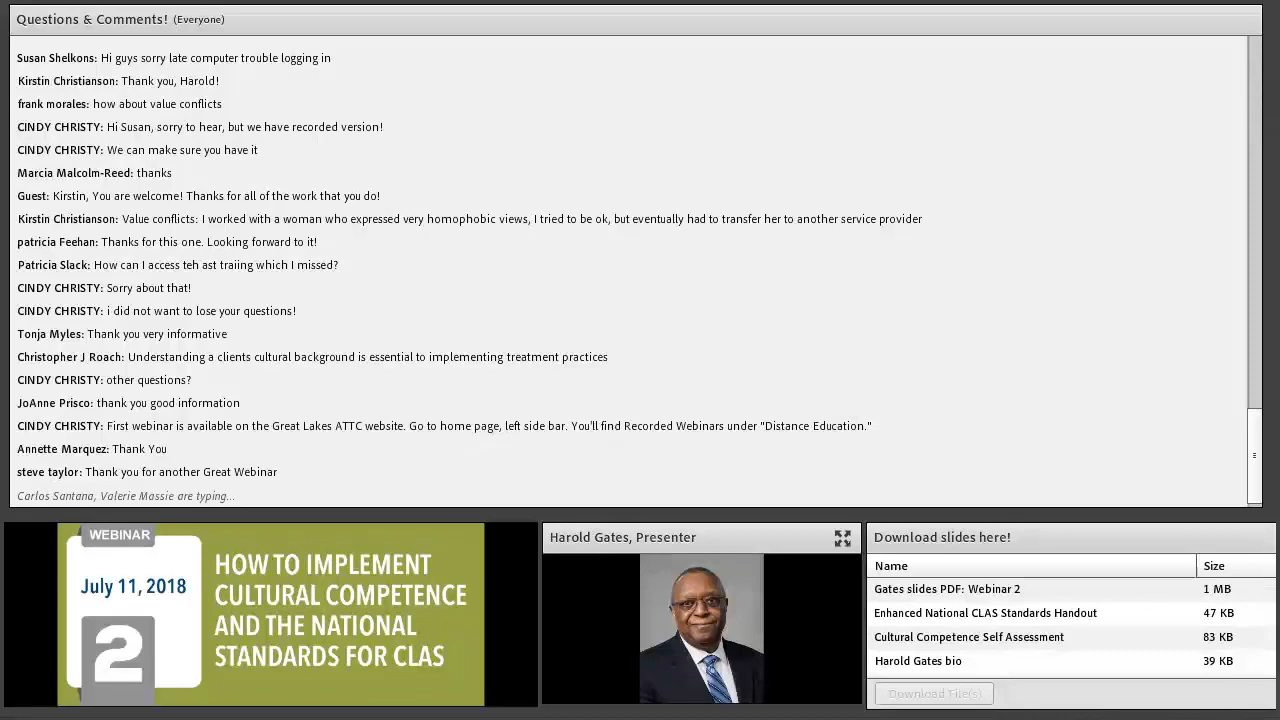 Questions & Comments! (Everyone)
Susan Shelkons: Hi guys sorry late computer trouble logging in
Kirstin Christianson: Thank you, Harold!
frank morales: how about value conflicts
CINDY CHRISTY: Hi Susan, sorry to hear, but we have recorded version!
CINDY CHRISTY: We can make sure you have it
Marcia Malcolm-Reed: thanks
Guest: Kirstin, You are welcome! Thanks for all of the work that you do!
Kirstin Christianson: Value conflicts: I worked with a woman who expressed very homophobic views, I tried to be ok, but eventually had to transfer her to another service provider
patricia Feehan: Thanks for this one. Looking forward to it!
Patricia Slack: How can I access teh ast traiing which I missed?
CINDY CHRISTY: Sorry about that!
CINDY CHRISTY: i did not want to lose your questions!
Tonja Myles: Thank you very informative
Christopher J Roach: Understanding a clients cultural background is essential to implementing treatment practices
CINDY CHRISTY: other questions?
JoAnne Prisco: thank you good information
CINDY CHRISTY: First webinar is available on the Great Lakes ATTC website. Go to home page, left side bar. You'll find Recorded Webinars under "Distance Education."
Annette Marquez: Thank You
steve taylor: Thank you for another Great Webinar
Carlos Santana, Valerie Massie are typing...
WEBINAR
July 11, 2018
2
HOW TO IMPLEMENT
CULTURAL COMPETENCE
AND THE NATIONAL
STANDARDS FOR CLAS
Harold Gates, Presenter
Download slides here!
Name Size
Gates slides PDF: Webinar 2 1 MB
Enhanced National CLAS Standards Handout 47 KB
Cultural Competence Self Assessment 83 KB
Harold Gates bio 39 KB
Download File(s)